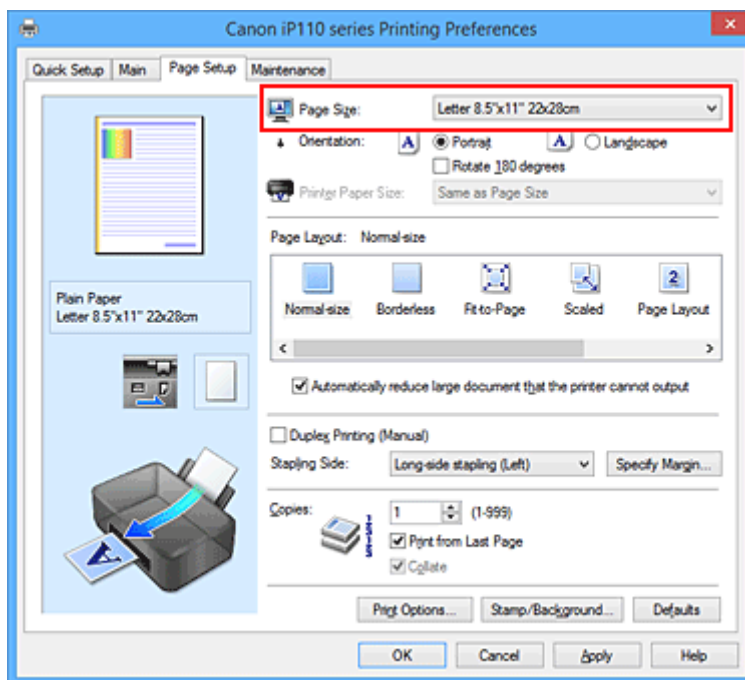 Canon iP110 series Printing Preferences
Quick Setup Main Page Setup Maintenance
Page Size: Letter 8.5"x11" 22x28cm
Orientation: A Portrait A Landscape
Rotate 180 degrees
Printer Paper Size: Same as Page Size
Page Layout: Normal-size
2
Normal-size Borderless Fit-to-Page Scaled Page Layout
Automatically reduce large document that the printer cannot output
Plain Paper
Letter 8.5"x11" 22x28cm
Duplex Printing (Manual)
Stapling Side: Long-side stapling (Left) Specify Margin...
Copies: 1 (1-999)
Print from Last Page
Collate
A
Print Options... Stamp/Background... Defaults
OK Cancel Apply Help